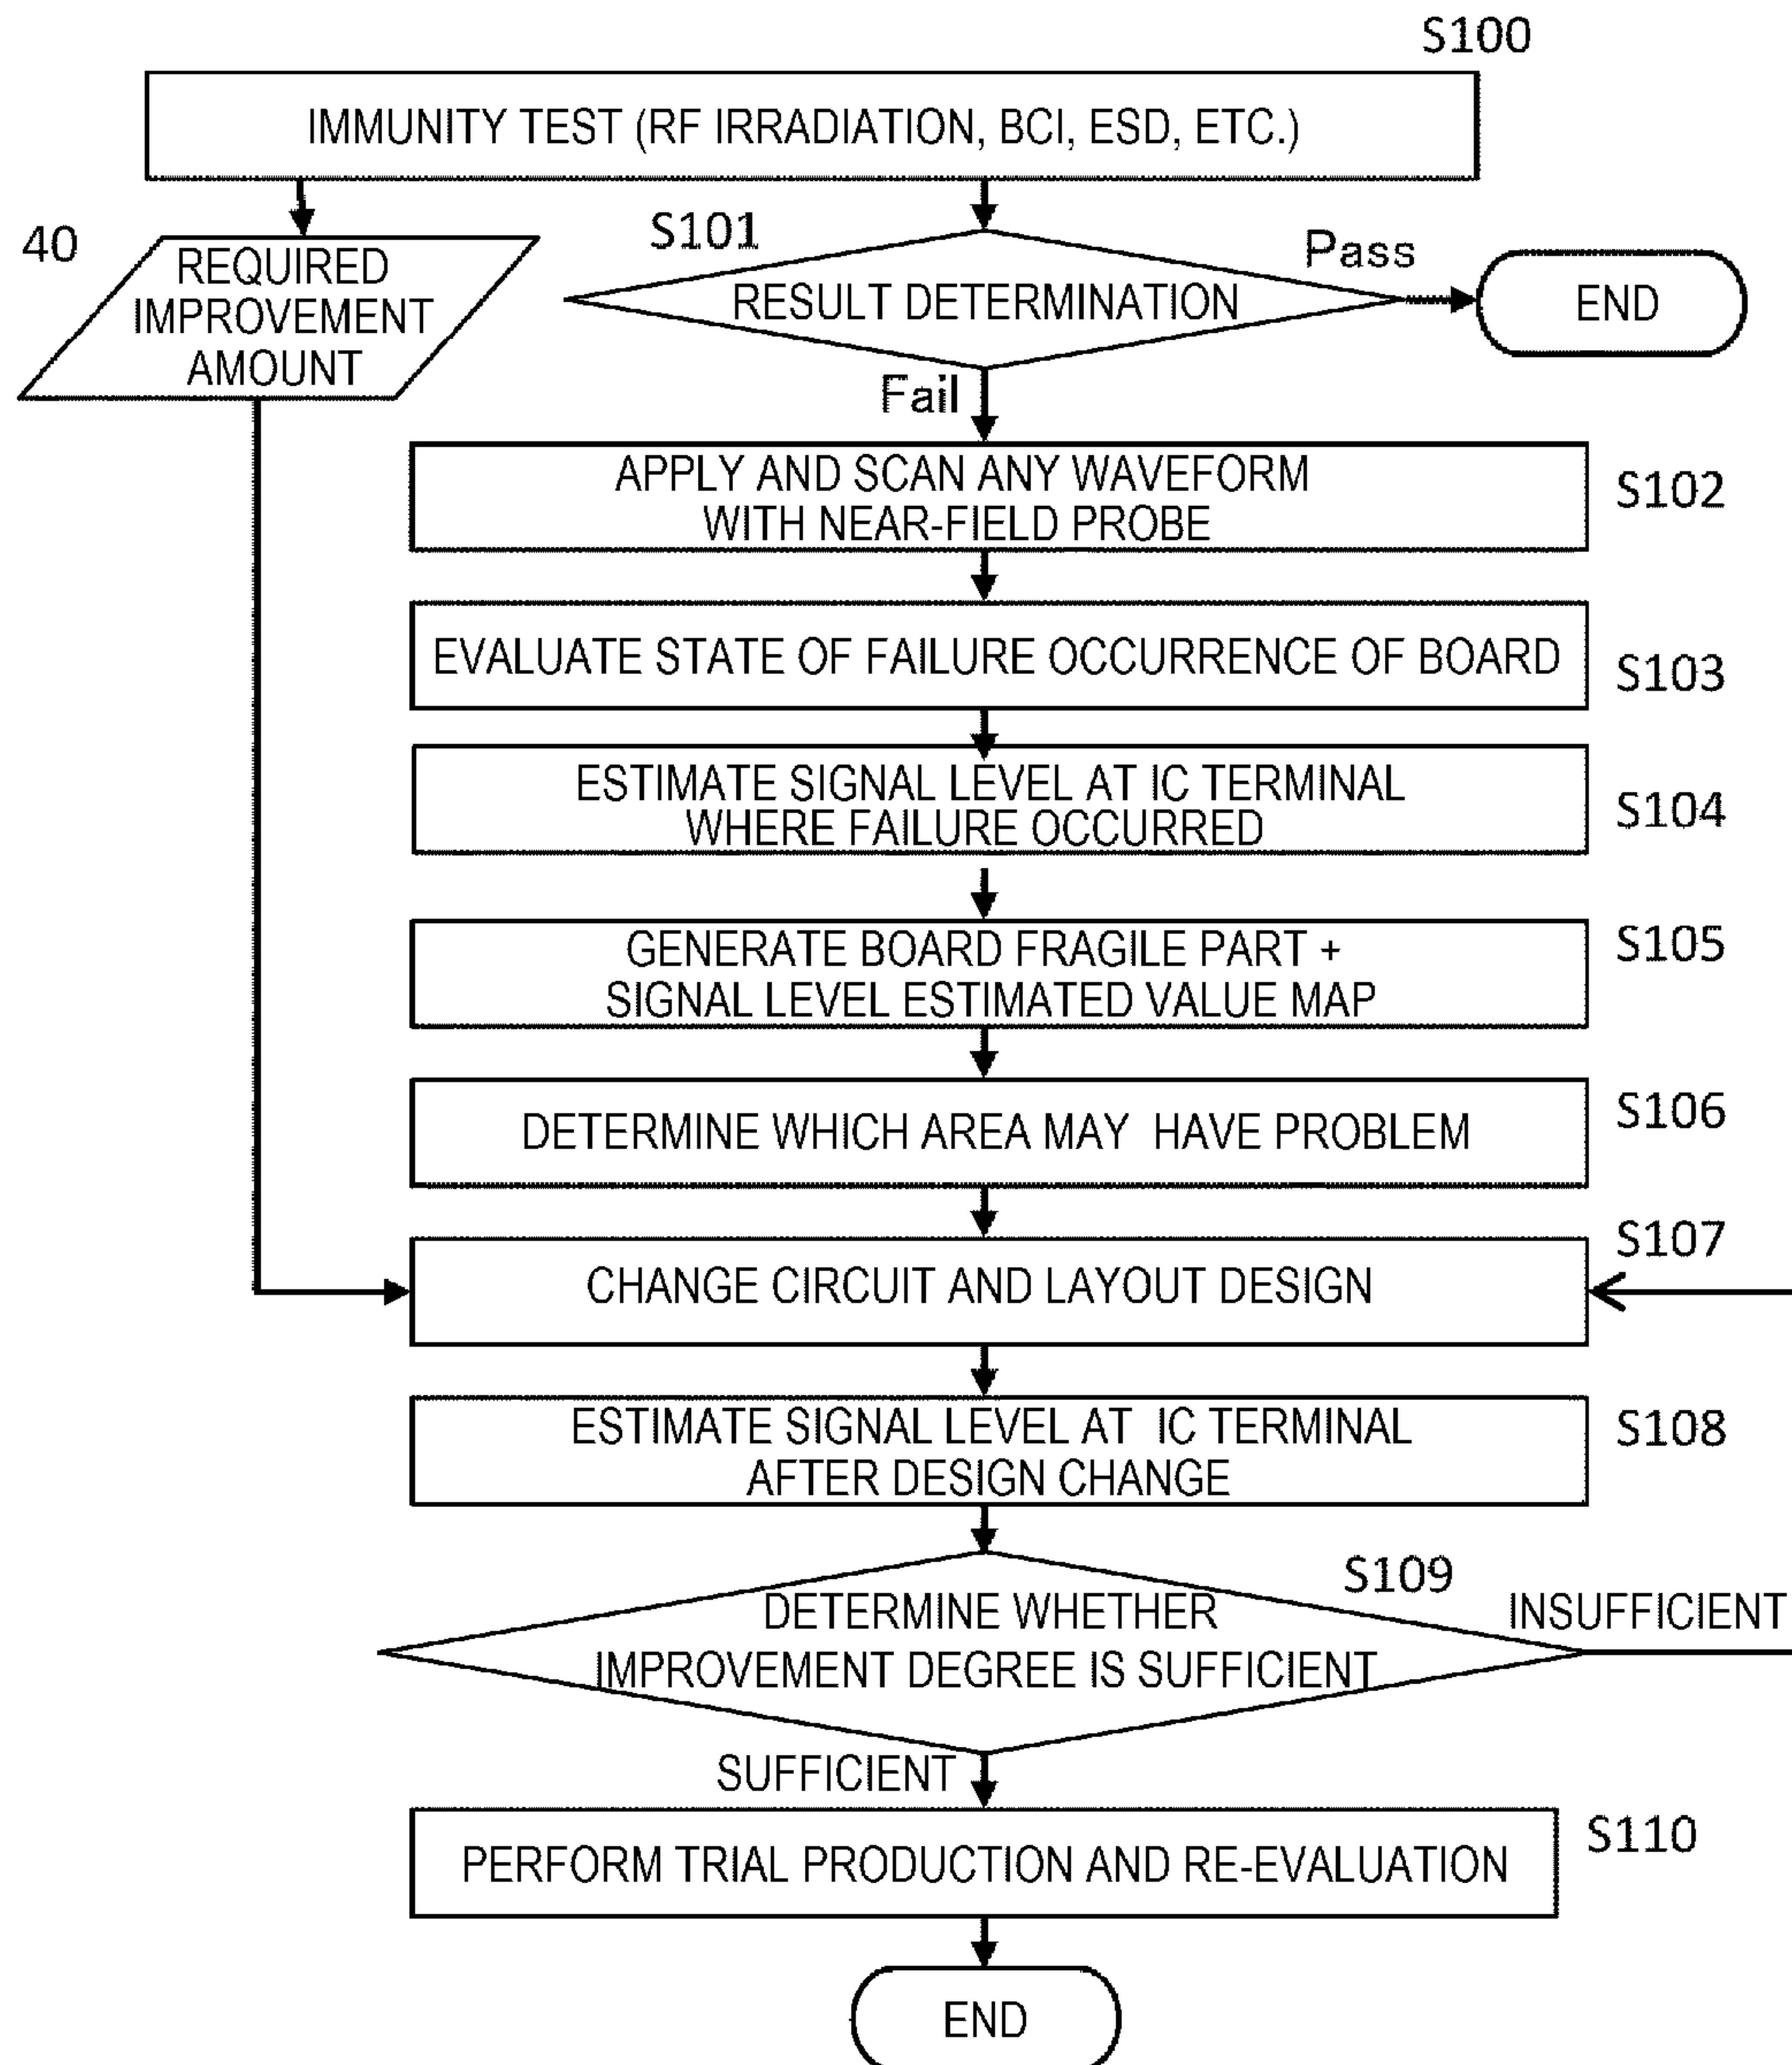 S100
IMMUNITY TEST (RF IRRADIATION, BCI, ESD, ETC.)
40
REQUIRED
IMPROVEMENT
AMOUNT
S101
RESULT DETERMINATION
Pass
END
Fail
APPLY AND SCAN ANY WAVEFORM
WITH NEAR-FIELD PROBE
S102
EVALUATE STATE OF FAILURE OCCURRENCE OF BOARD
S103
ESTIMATE SIGNAL LEVEL AT IC TERMINAL
WHERE FAILURE OCCURRED
S104
GENERATE BOARD FRAGILE PART +
SIGNAL LEVEL ESTIMATED VALUE MAP
S105
DETERMINE WHICH AREA MAY HAVE PROBLEM
S106
CHANGE CIRCUIT AND LAYOUT DESIGN
S107
ESTIMATE SIGNAL LEVEL AT IC TERMINAL
AFTER DESIGN CHANGE
S108
S109
DETERMINE WHETHER
IMPROVEMENT DEGREE IS SUFFICIENT
INSUFFICIENT
SUFFICIENT
PERFORM TRIAL PRODUCTION AND RE-EVALUATION
S110
END